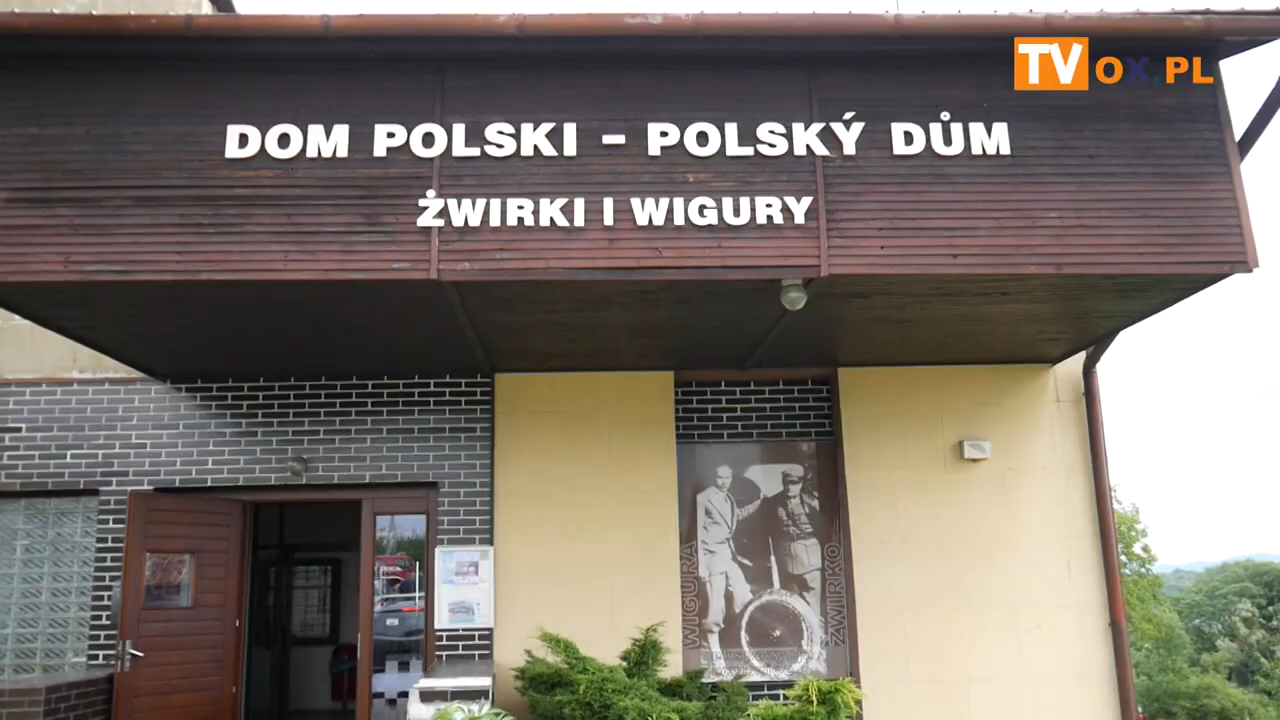 TVOX.PL
DOM POLSKI - POLSKÝ DŮM
ŻWIRKI I WIGURY
WIGURA
ŻWIRKO